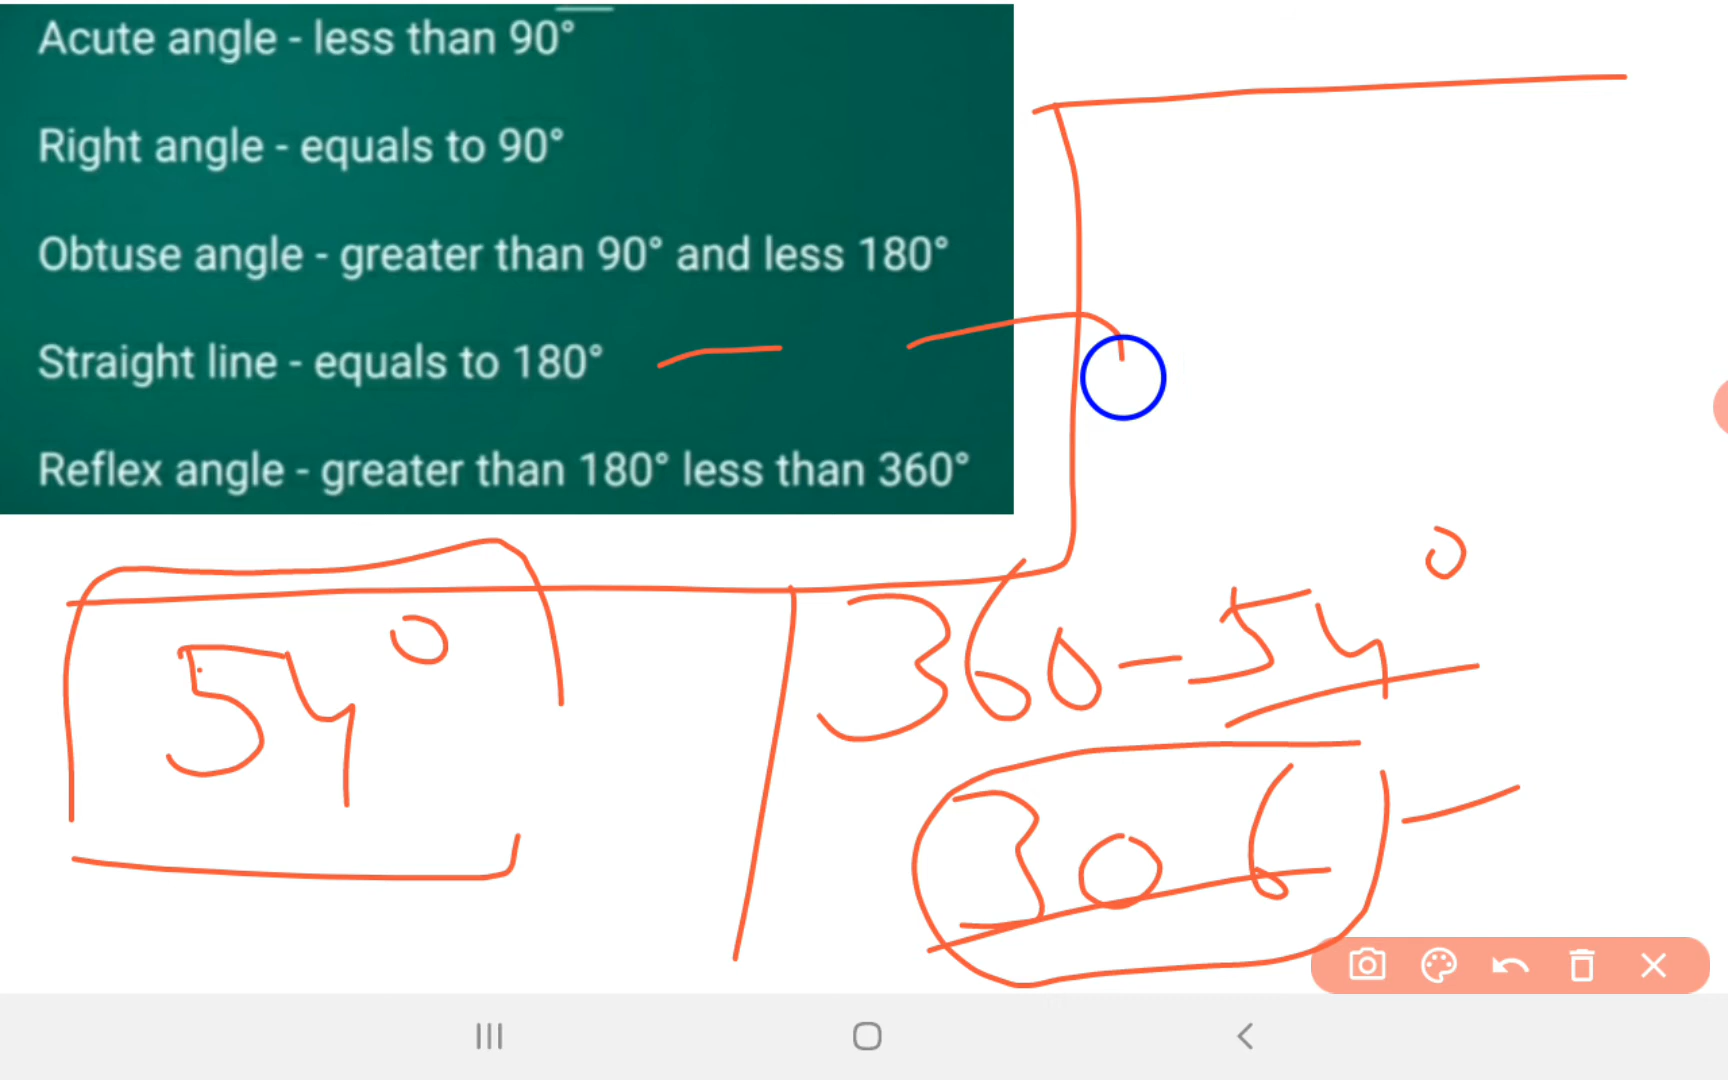 Acute angle - less than 90°
Right angle - equals to 90°
Obtuse angle - greater than 90° and less 180°
Straight line - equals to 180°
Reflex angle - greater than 180° less than 360°
54°
360-54°
306